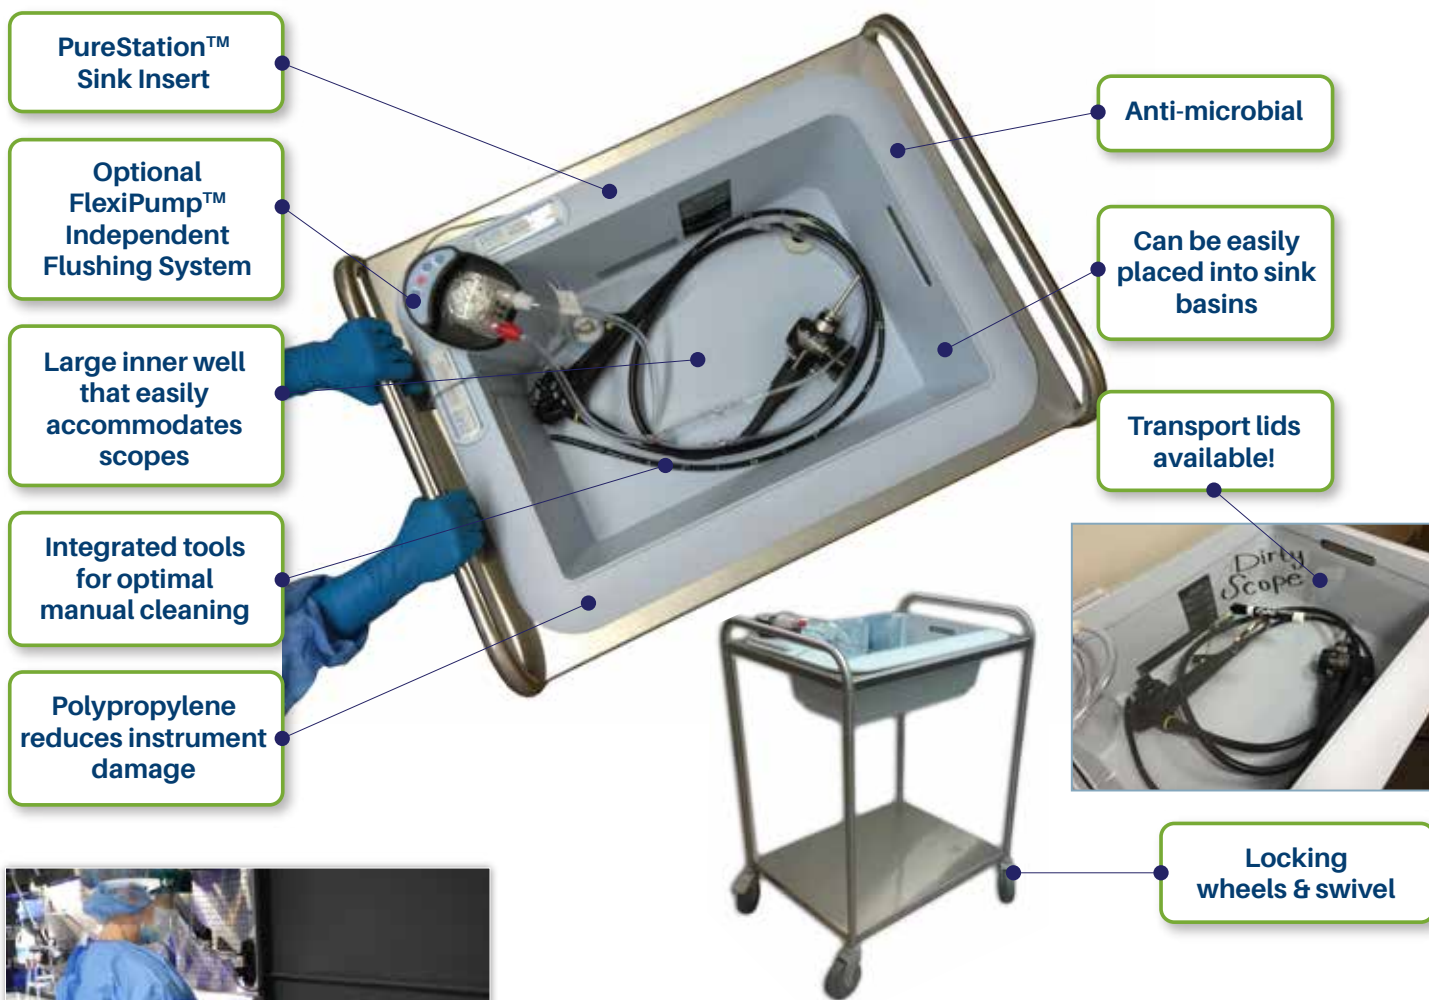 PureStation™
Sink Insert
Optional
FlexiPump™
Independent
Flushing System
Large inner well
that easily
accommodates
scopes
Integrated tools
for optimal
manual cleaning
Polypropylene
reduces instrument
damage
Anti-microbial
Can be easily
placed into sink
basins
Transport lids
available!
Dirty
Scope
Locking
wheels & swivel